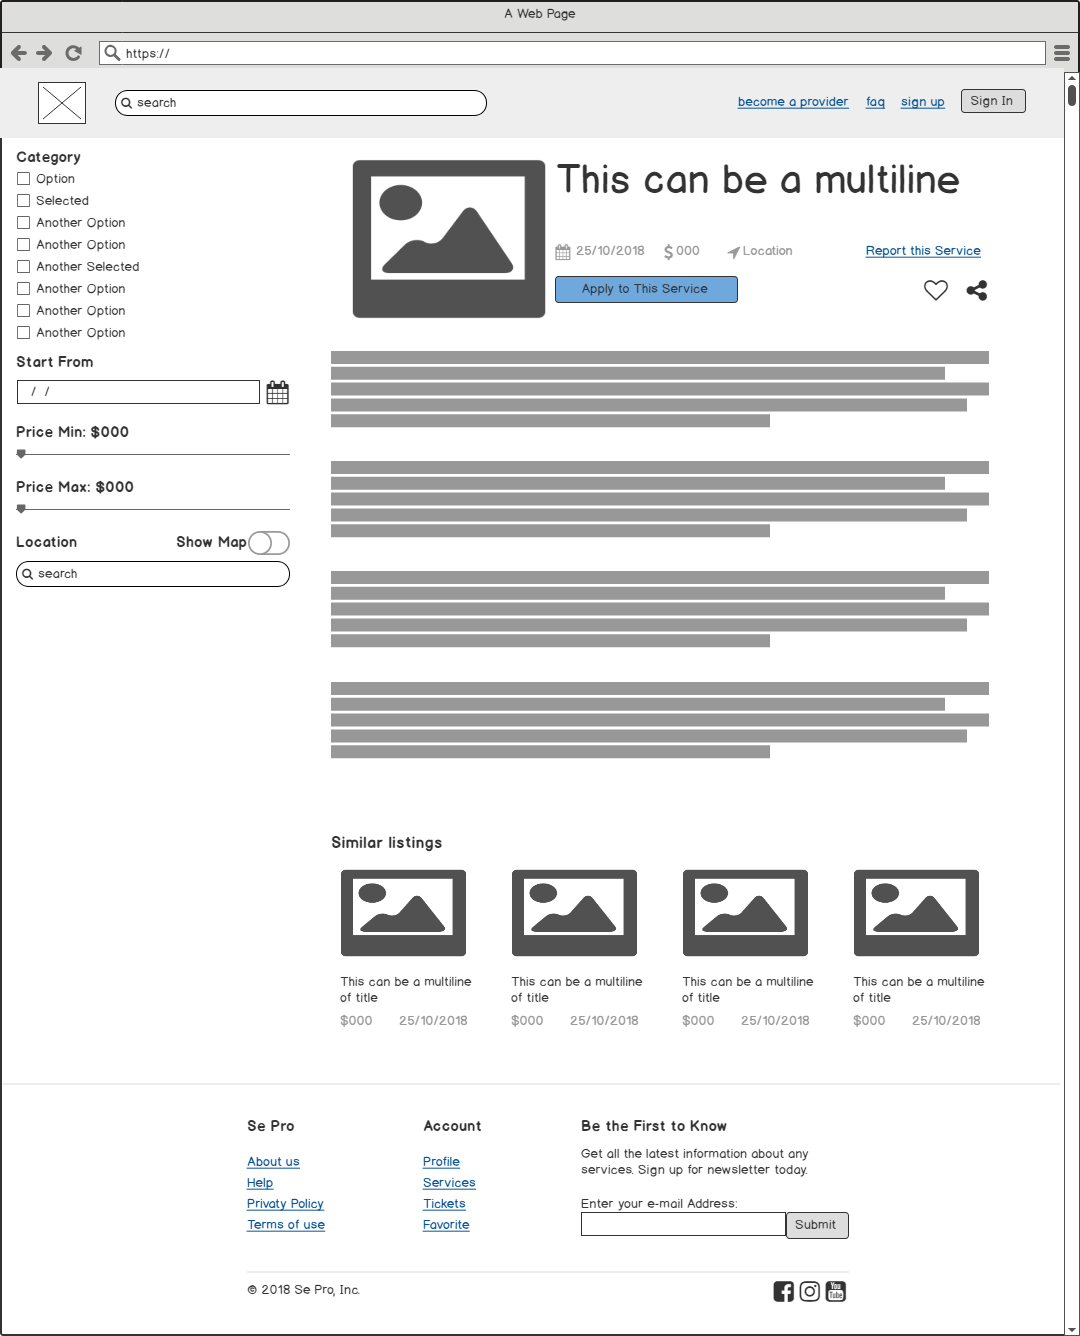 A Web Page
https://
search
become a provider faq sign up Sign In
Category
Option
Selected
Another Option
Another Option
Another Selected
Another Option
Another Option
Another Option
Start From
/ /
Price Min: $000
Price Max: $000
Location Show Map
search
This can be a multiline
25/10/2018 $ 000 Location Report this Service
Apply to This Service
Similar listings
This can be a multiline
of title
$000 25/10/2018
This can be a multiline
of title
$000 25/10/2018
This can be a multiline
of title
$000 25/10/2018
This can be a multiline
of title
$000 25/10/2018
Se Pro
About us
Help
Privaty Policy
Terms of use
Account
Profile
Services
Tickets
Favorite
Be the First to Know
Get all the latest information about any
services. Sign up for newsletter today.
Enter your e-mail Address:
Submit
© 2018 Se Pro, Inc.
You
Tube